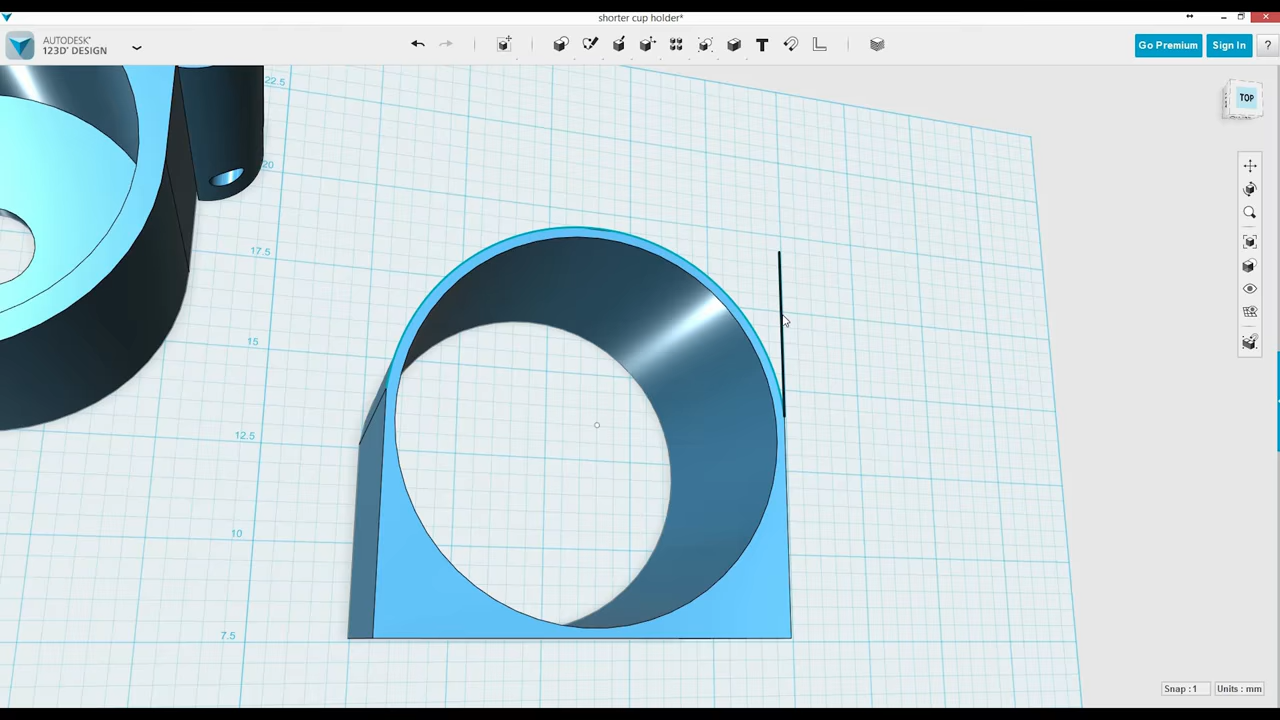 shorter cup holder*
AUTODESK®
123D® DESIGN
Go Premium
Sign In
?
TOP
22.5
20
17.5
15
12.5
10
7.5
Snap : 1
Units : mm